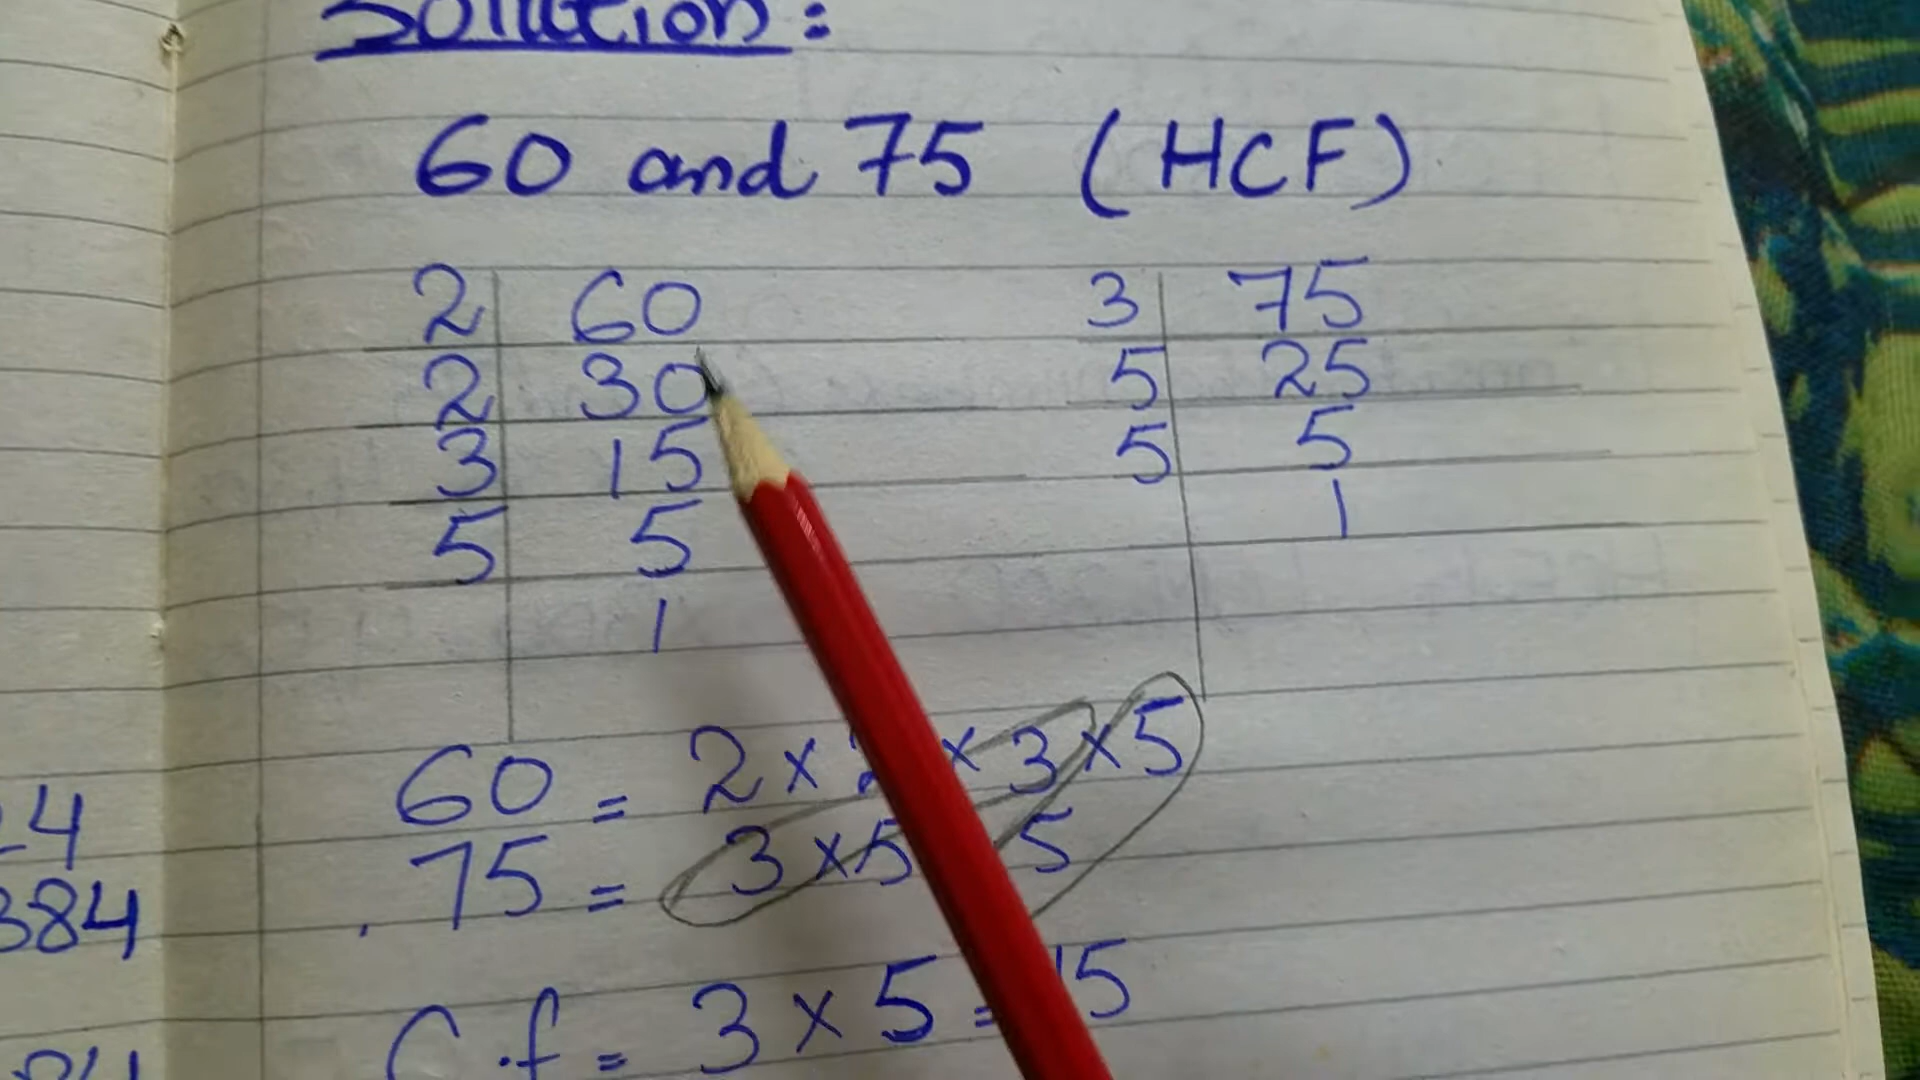 Solution:
60 and 75 (HCF)
2 60 3 75
2 30 5 25
3 15 5 5
5 5 1
1
60 = 2 × 2 × 3 × 5
75 = 3 × 5 5
C.f = 3 × 5 = 15
4
384